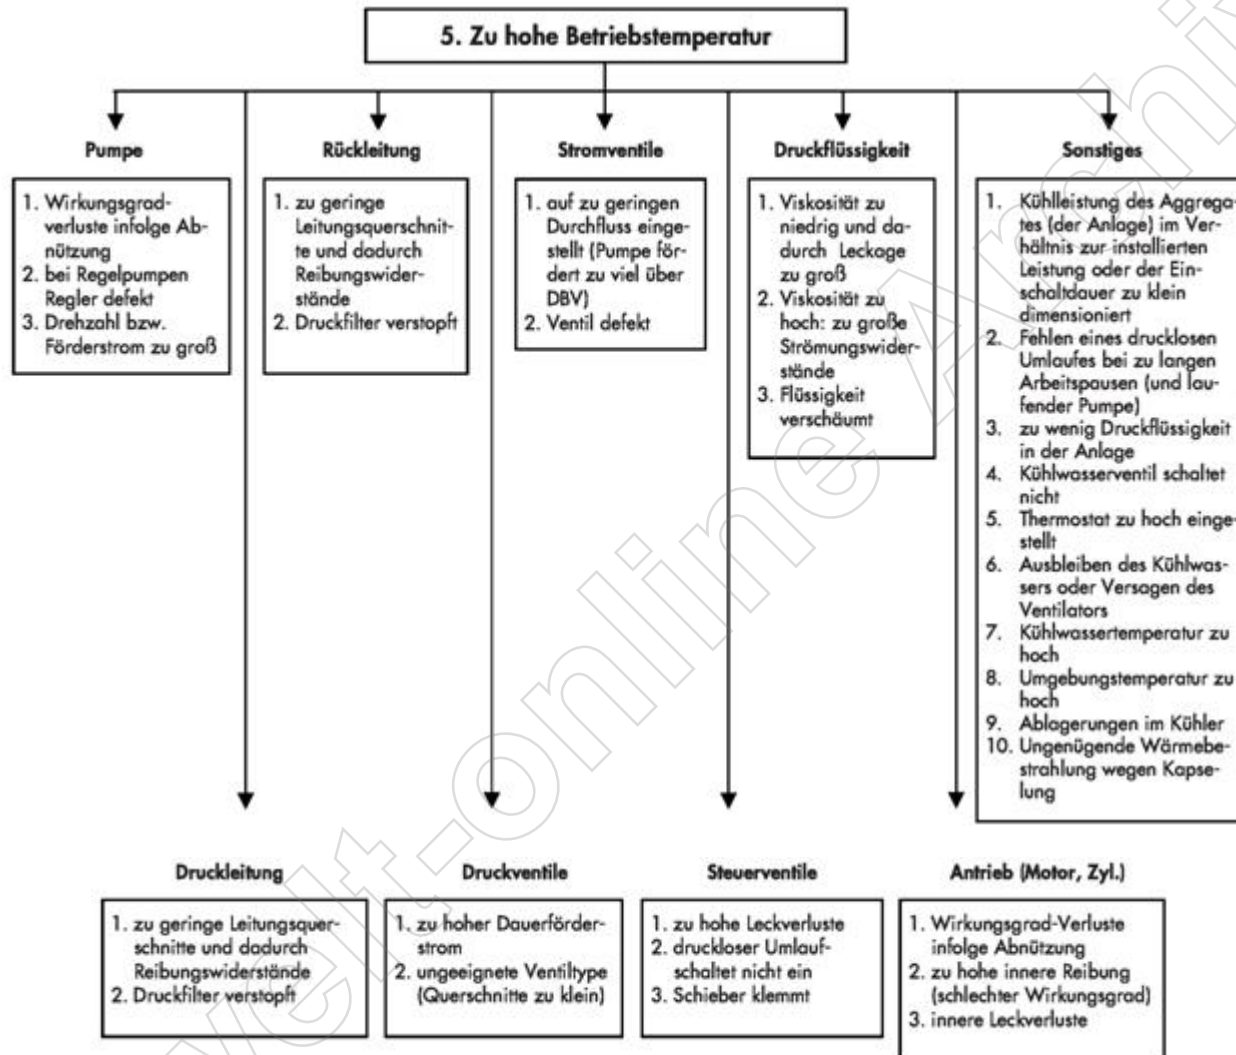 5. Zu hohe Betriebstemperatur
Pumpe
1. Wirkungsgrad-
verluste infolge Ab-
nützung
2. bei Regelpumpen
Regler defekt
3. Drehzahl bzw.
Förderstrom zu groß
Rückleitung
1. zu geringe
Leitungsquerschnit-
te und dadurch
Reibungswider-
stände
2. Druckfilter verstopft
Stromventile
1. auf zu geringen
Durchfluss einge-
stellt (Pumpe för-
dert zu viel über
DBV)
2. Ventil defekt
Druckflüssigkeit
1. Viskosität zu
niedrig und da-
durch Leckage
zu groß
2. Viskosität zu
hoch: zu große
Strömungswider-
stände
3. Flüssigkeit
verschäumt
Sonstiges
1. Kühlleistung des Aggrega-
tes (der Anlage) im Ver-
hältnis zur installierten
Leistung oder der Ein-
schaltdauer zu klein
dimensioniert
2. Fehlen eines drucklosen
Umlaufes bei zu langen
Arbeitspausen (und lau-
fender Pumpe)
3. zu wenig Druckflüssigkeit
in der Anlage
4. Kühlwasserventil schaltet
nicht
5. Thermostat zu hoch einge-
stellt
6. Ausbleiben des Kühlwas-
sers oder Versagen des
Ventilators
7. Kühlwassertemperatur zu
hoch
8. Umgebungstemperatur zu
hoch
9. Ablagerungen im Kühler
10. Ungenügende Wärmebe-
strahlung wegen Kapse-
lung
Druckleitung
1. zu geringe Leitungsquer-
schnitte und dadurch
Reibungswiderstände
2. Druckfilter verstopft
Druckventile
1. zu hoher Dauerförder-
strom
2. ungeeignete Ventiltype
(Querschnitte zu klein)
Steuerventile
1. zu hohe Leckverluste
2. druckloser Umlauf-
schaltet nicht ein
3. Schieber klemmt
Antrieb (Motor, Zyl.)
1. Wirkungsgrad-Verluste
infolge Abnützung
2. zu hohe innere Reibung
(schlechter Wirkungsgrad)
3. innere Leckverluste
velt-online Archiv